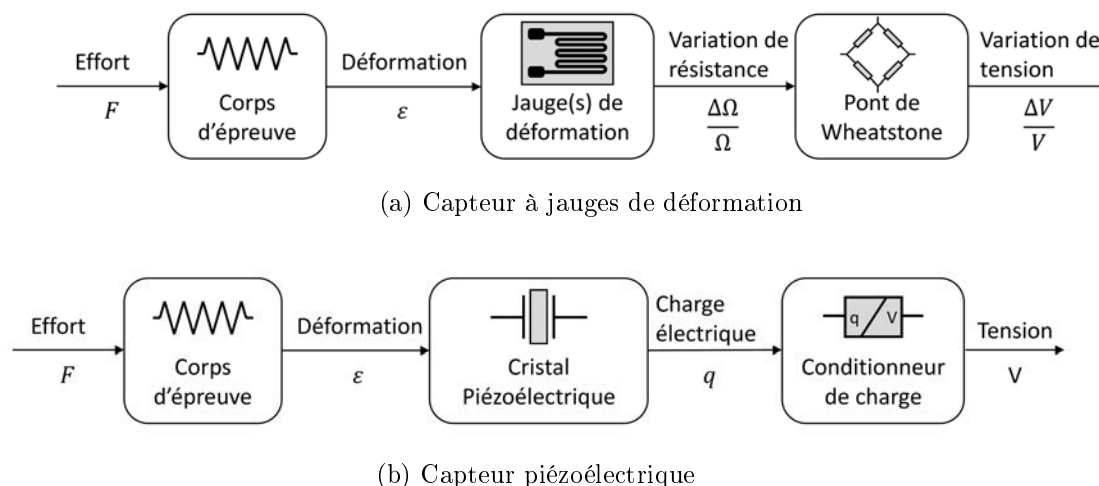 Effort
F
Corps
d'épreuve
Déformation
ε
Jauge(s) de
déformation
Variation de
résistance
ΔΩ
Ω
Pont de
Wheatstone
Variation de
tension
ΔV
V
(a) Capteur à jauges de déformation
Effort
F
Corps
d'épreuve
Déformation
ε
Cristal
Piézoélectrique
Charge
électrique
q
q V
Conditionneur
de charge
Tension
V
(b) Capteur piézoélectrique